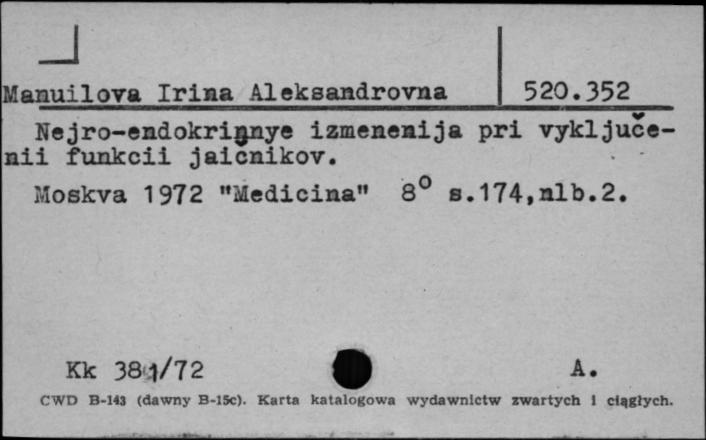 Manuilova Irina Aleksandrovna 520.352
Nejro-endokrinnye izmenenija pri vyključe-
nii funkcii jaičnikov.
Moskva 1972 "Medicina" 8° s.174,nlb.2.
Kk 381/72 A.
CWD B-143 (dawny B-15c). Karta katalogowa wydawnictw zwartych i ciągłych.